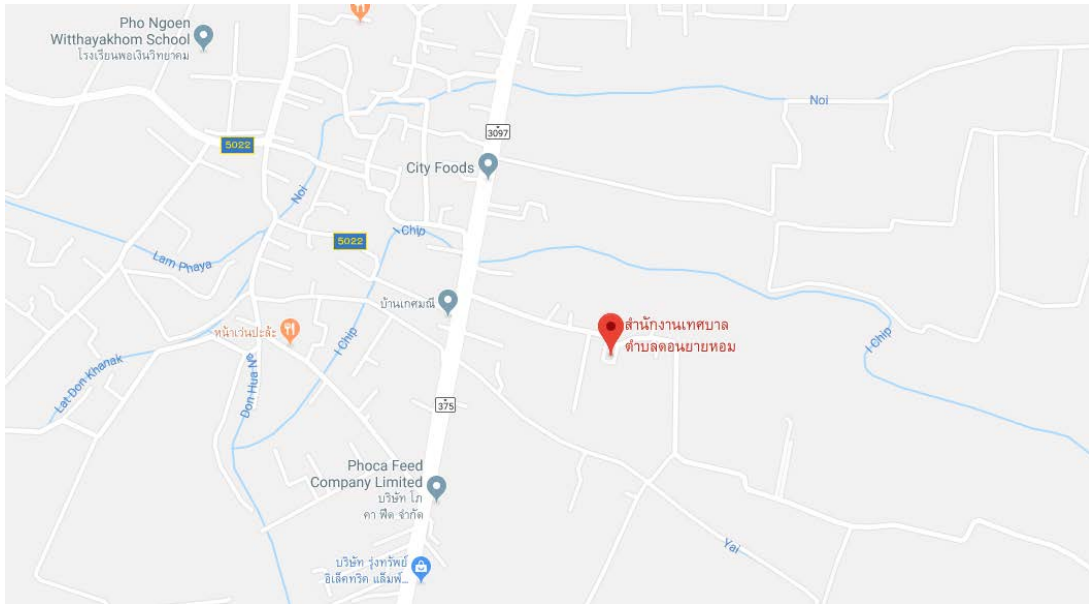 Pho Ngoen
Witthayakhom School
โรงเรียนพอเงินวิทยาคม
Noi
3097
5022
City Foods
Noi
I Chip
5022
Lam Phaya
บ้านเกศมณี
สำนักงานเทศบาล
ตำบลดอนยายหอม
หน้าเว่นปะล้ะ
I Chip
I Chip
Lat Don Khanak
Don Hua N
375
Phoca Feed
Company Limited
บริษัท โภ
คา ฟีด จำกัด
Yai
บริษัท รุ่งทรัพย์
อิเล็คทริค แล็มพ์...